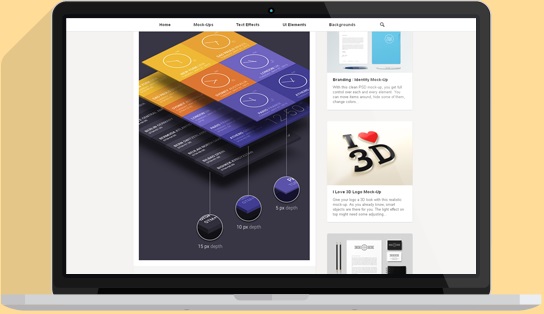 Home Mock-Ups Text Effects UI Elements Backgrounds
15 px depth
10 px depth
5 px depth
Branding / Identity Mock-Up
With this clean PSD mock-up, you get full
control over each and every element. You
can move items around, hide some of them,
change colors...
I ❤ 3D
I Love 3D Logo Mock-Up
Give your logo a 3D look with this realistic
mock-up. As you already know, smart
objects are there for you. The light effect on
top might need some adjusting...